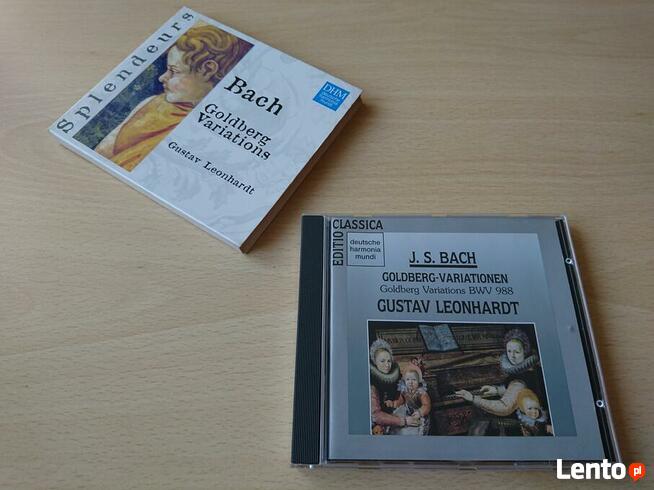 Splendeurs
Bach
Goldberg
Variations
Gustav Leonhardt
DHM
EDITIO CLASSICA
deutsche
harmonia
mundi
J. S. BACH
GOLDBERG-VARIATIONEN
Goldberg Variations BWV 988
GUSTAV LEONHARDT
Lento pl